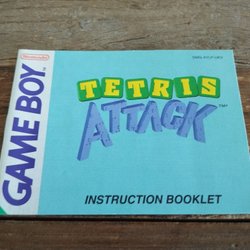 Nintendo
GAME BOY
TETRIS
ATTACK
TM
INSTRUCTION BOOKLET